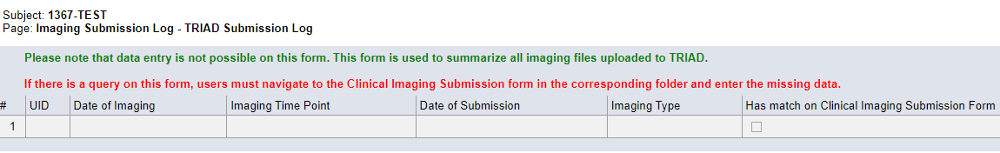 Subject: 1367-TEST
Page: Imaging Submission Log - TRIAD Submission Log
Please note that data entry is not possible on this form. This form is used to summarize all imaging files uploaded to TRIAD.
If there is a query on this form, users must navigate to the Clinical Imaging Submission form in the corresponding folder and enter the missing data.
# UID Date of Imaging Imaging Time Point Date of Submission Imaging Type Has match on Clinical Imaging Submission Form
1